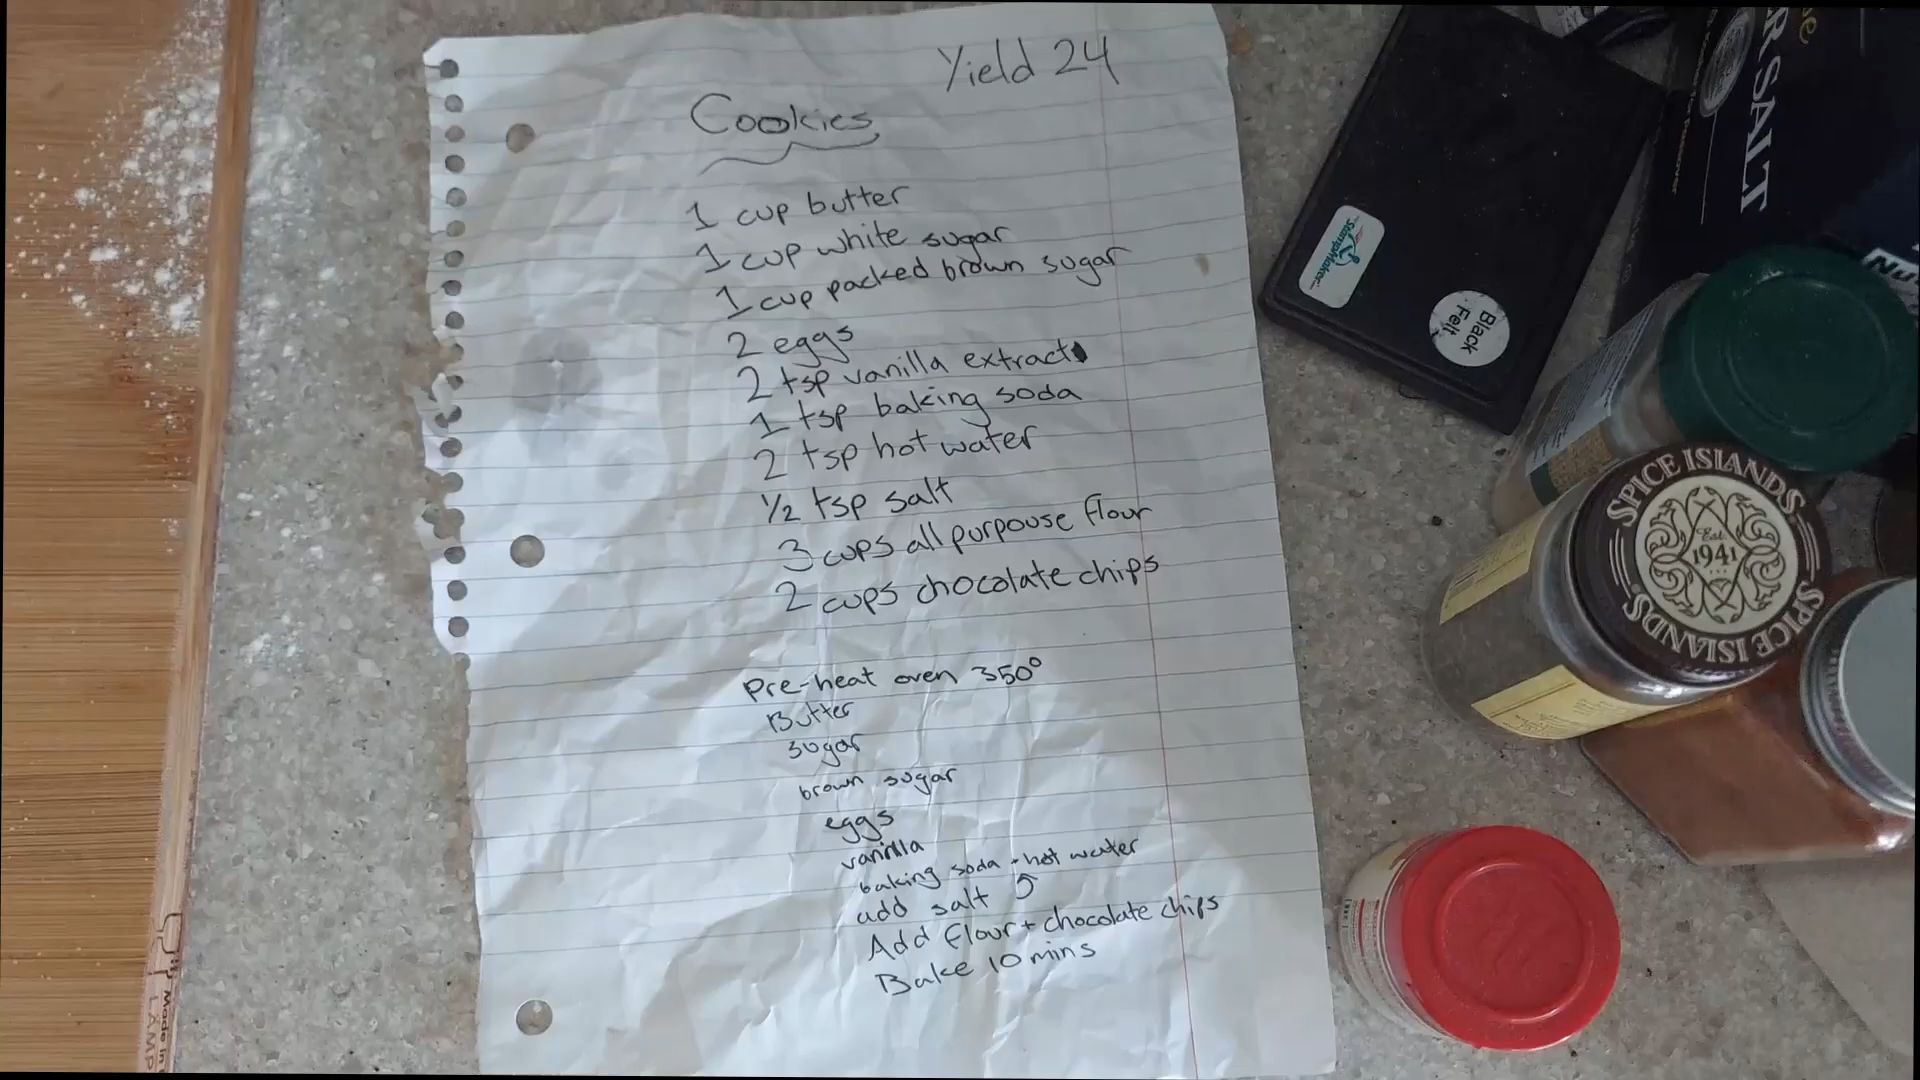 Yield 24
Cookies
1 cup butter
1 cup white sugar
1 cup packed brown sugar
2 eggs
2 tsp vanilla extract
1 tsp baking soda
2 tsp hot water
1/2 tsp salt
3 cups all purpouse flour
2 cups chocolate chips
Pre-heat oven 350°
Butter
sugar
brown sugar
eggs
vanilla
baking soda + hot water
add salt
Add flour + chocolate chips
Bake 10 mins
StampMaker
Black
Felt
R SALT
SPICE ISLANDS
Est.
1941
SPICE ISLANDS
Made in